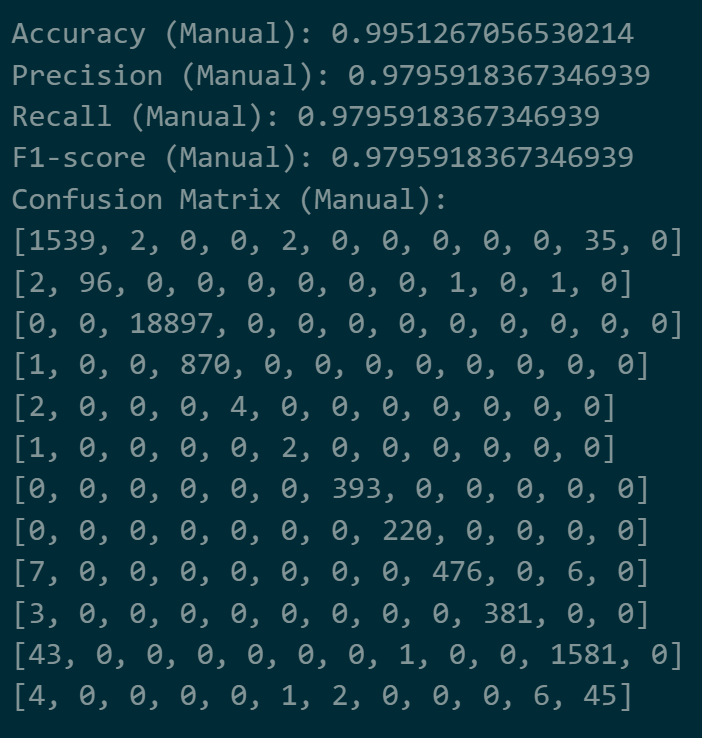 Accuracy (Manual): 0.9951267056530214
Precision (Manual): 0.9795918367346939
Recall (Manual): 0.9795918367346939
F1-score (Manual): 0.9795918367346939
Confusion Matrix (Manual):
[1539, 2, 0, 0, 2, 0, 0, 0, 0, 0, 35, 0]
[2, 96, 0, 0, 0, 0, 0, 0, 1, 0, 1, 0]
[0, 0, 18897, 0, 0, 0, 0, 0, 0, 0, 0, 0]
[1, 0, 0, 870, 0, 0, 0, 0, 0, 0, 0, 0]
[2, 0, 0, 0, 4, 0, 0, 0, 0, 0, 0, 0]
[1, 0, 0, 0, 0, 2, 0, 0, 0, 0, 0, 0]
[0, 0, 0, 0, 0, 0, 393, 0, 0, 0, 0, 0]
[0, 0, 0, 0, 0, 0, 0, 220, 0, 0, 0, 0]
[7, 0, 0, 0, 0, 0, 0, 0, 476, 0, 6, 0]
[3, 0, 0, 0, 0, 0, 0, 0, 0, 381, 0, 0]
[43, 0, 0, 0, 0, 0, 0, 1, 0, 0, 1581, 0]
[4, 0, 0, 0, 0, 1, 2, 0, 0, 0, 6, 45]